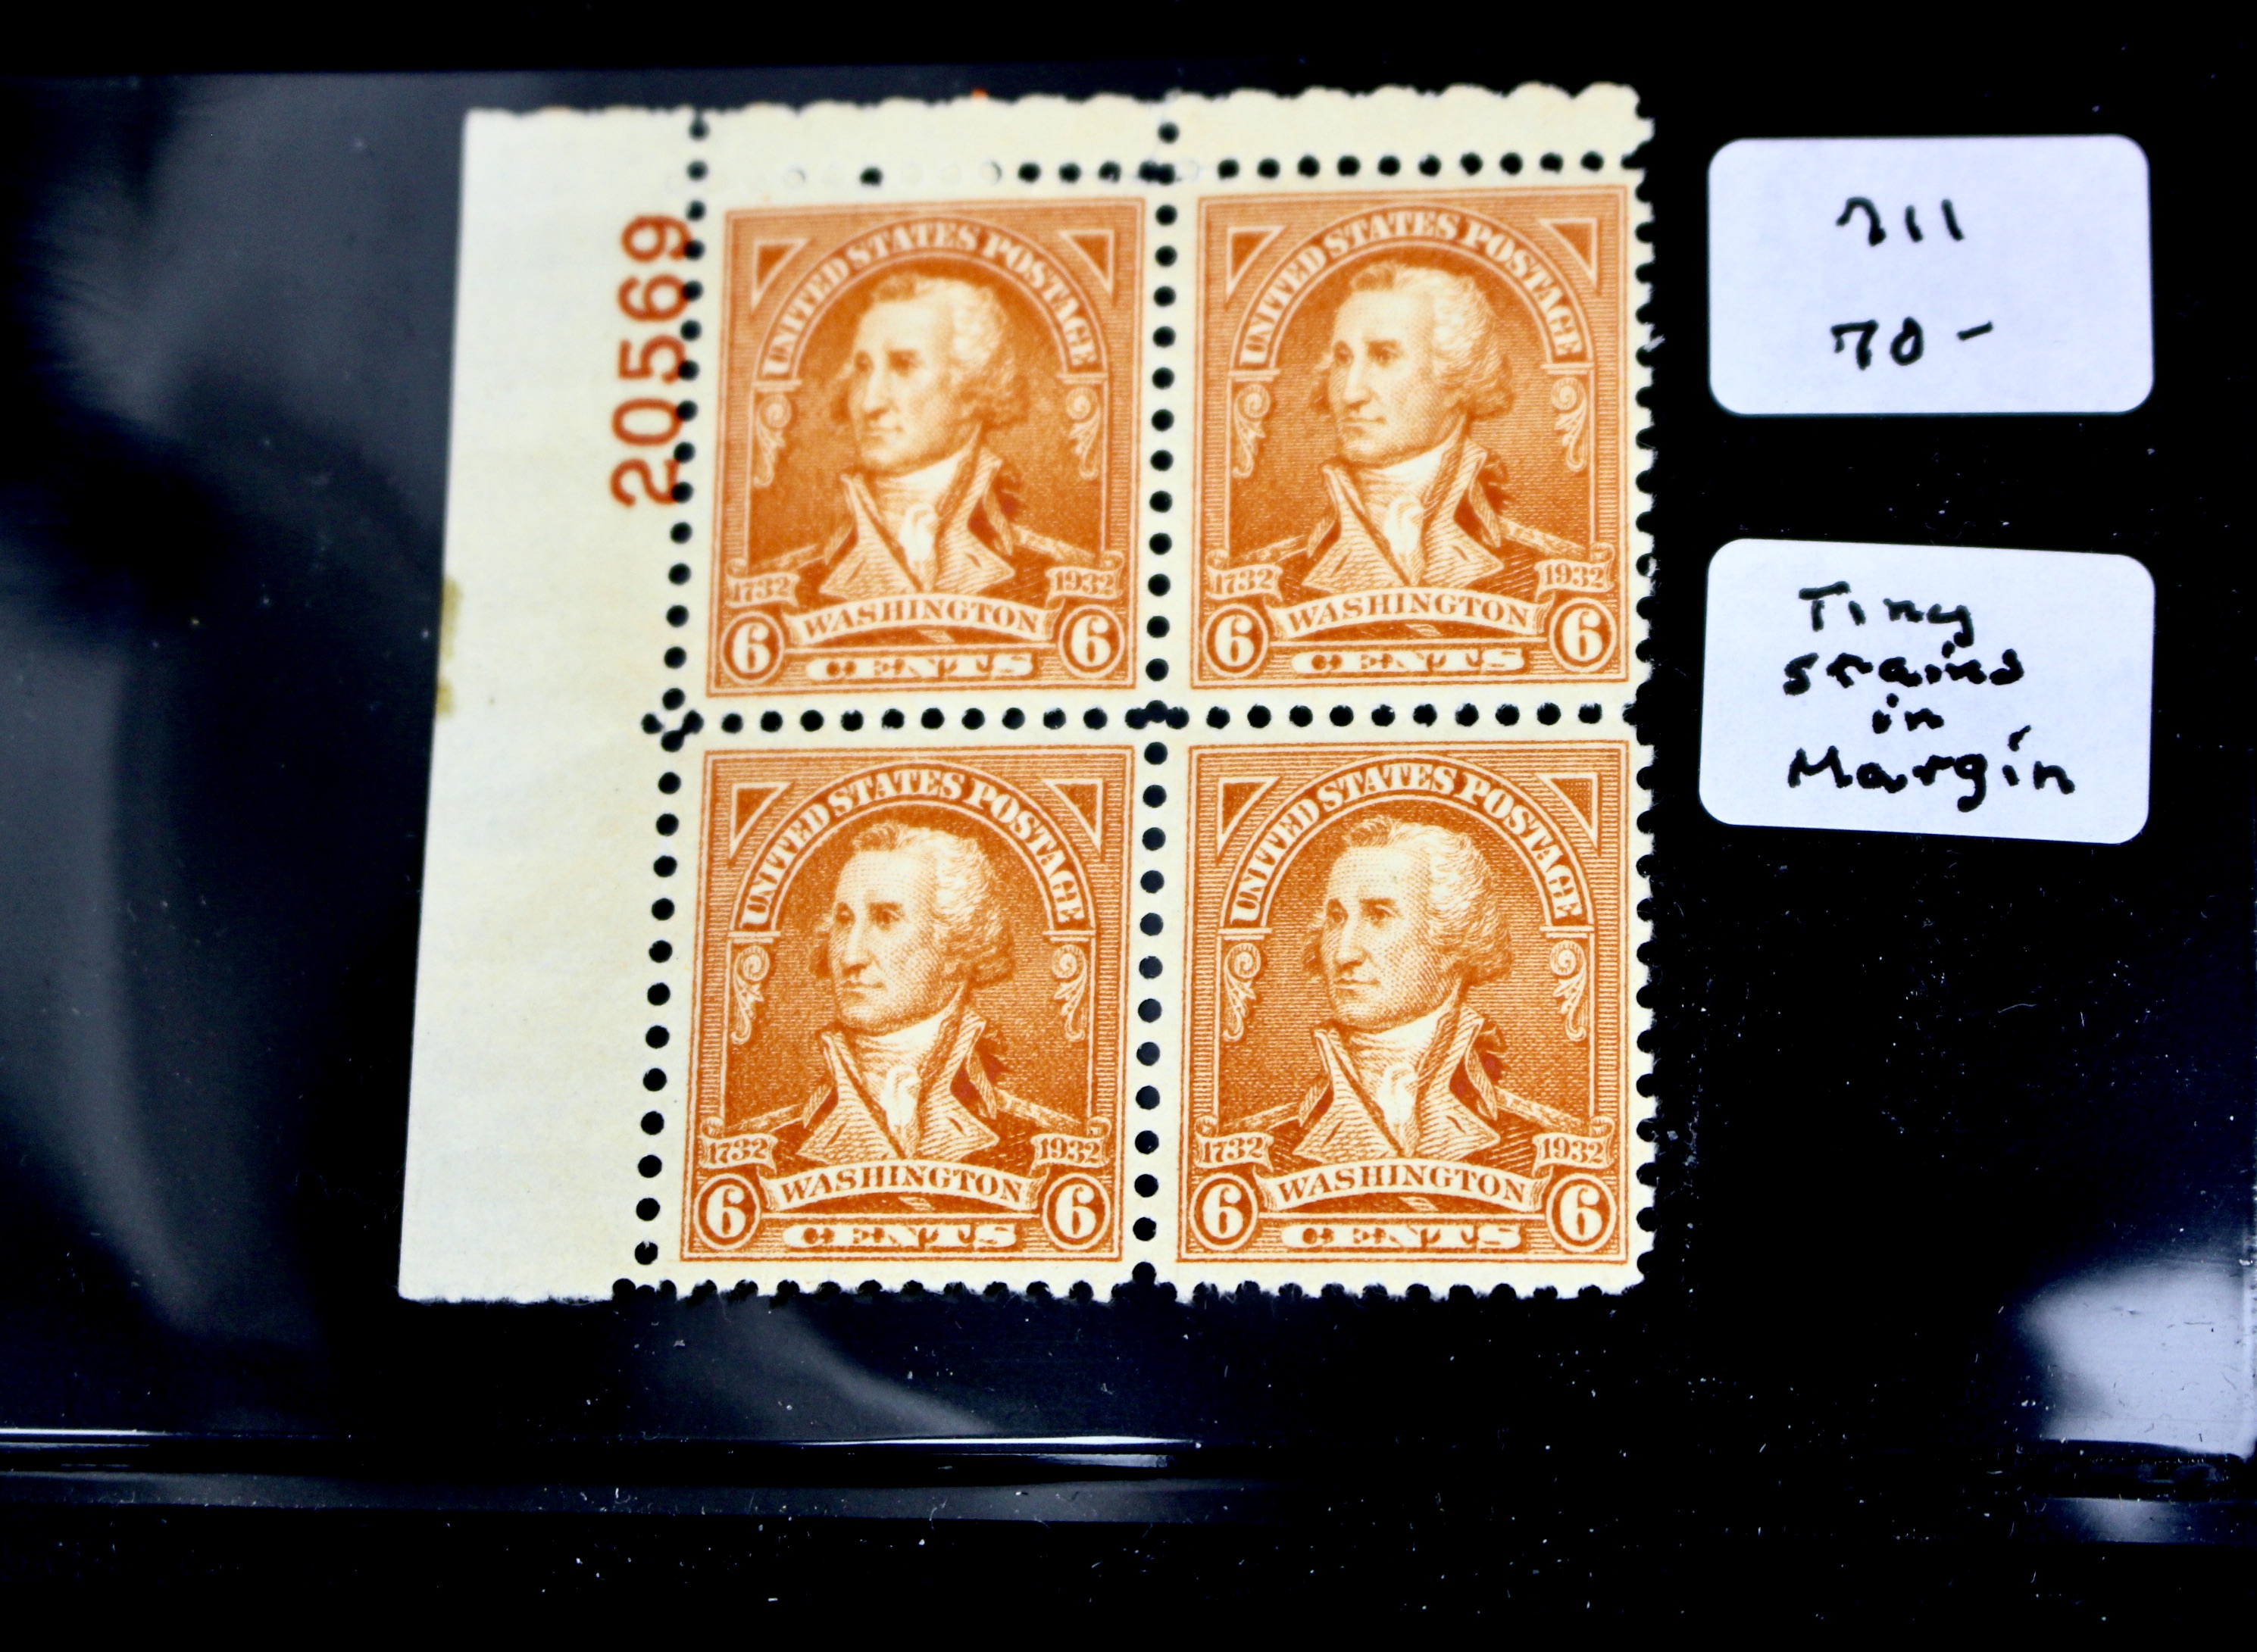 20569
UNITED STATES POSTAGE
1732 1932
WASHINGTON
6 CENTS 6
UNITED STATES POSTAGE
1732 1932
WASHINGTON
6 CENTS 6
UNITED STATES POSTAGE
1732 1932
WASHINGTON
6 CENTS 6
UNITED STATES POSTAGE
1732 1932
WASHINGTON
6 CENTS 6
711
70-
Tiny
stains
in
Margin